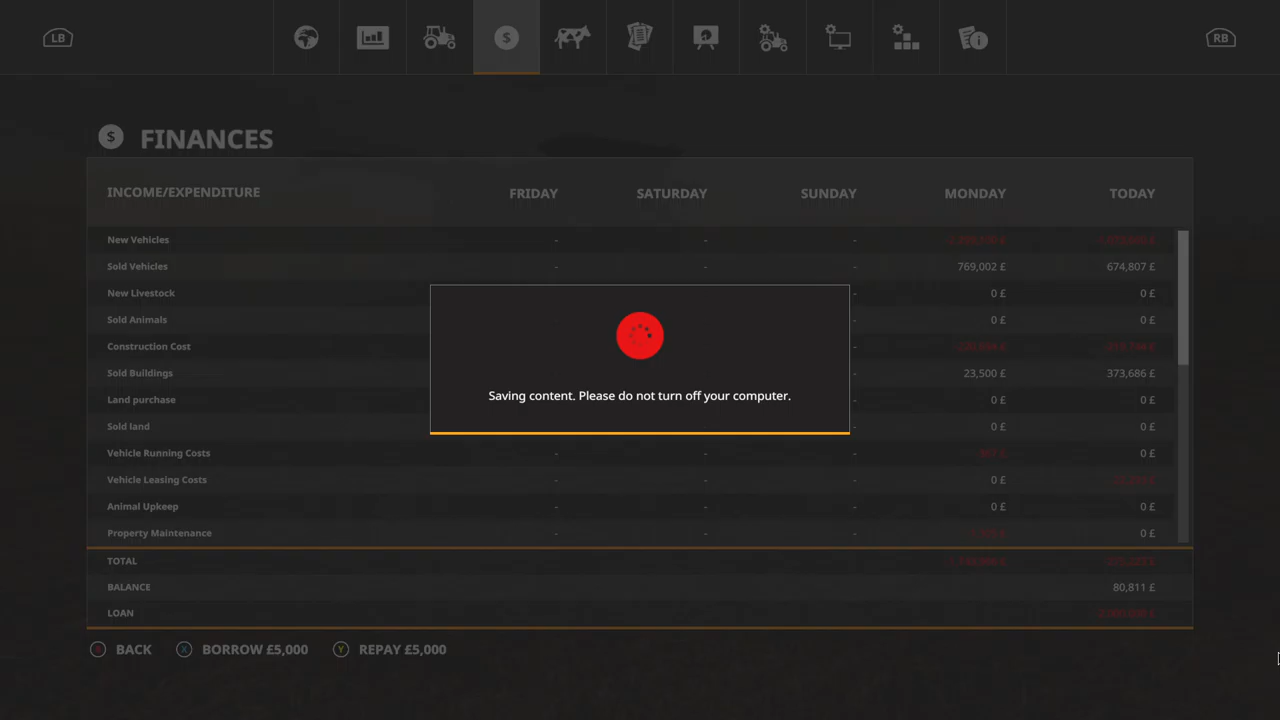 LB
RB
FINANCES
INCOME/EXPENDITURE FRIDAY SATURDAY SUNDAY MONDAY TODAY
New Vehicles - - -
Sold Vehicles - - - 769,002 £ 674,807 £
New Livestock - - 0 £ 0 £
Sold Animals - 0 £ 0 £
Construction Cost
Sold Buildings - 23,500 £ 373,686 £
Land purchase - 0 £ 0 £
Sold land - 0 £ 0 £
Vehicle Running Costs - - - 0 £
Vehicle Leasing Costs - - - 0 £
Animal Upkeep - - - 0 £ 0 £
Property Maintenance - - - 0 £
TOTAL
BALANCE 80,811 £
LOAN
Saving content. Please do not turn off your computer.
BACK X BORROW £5,000 Y REPAY £5,000